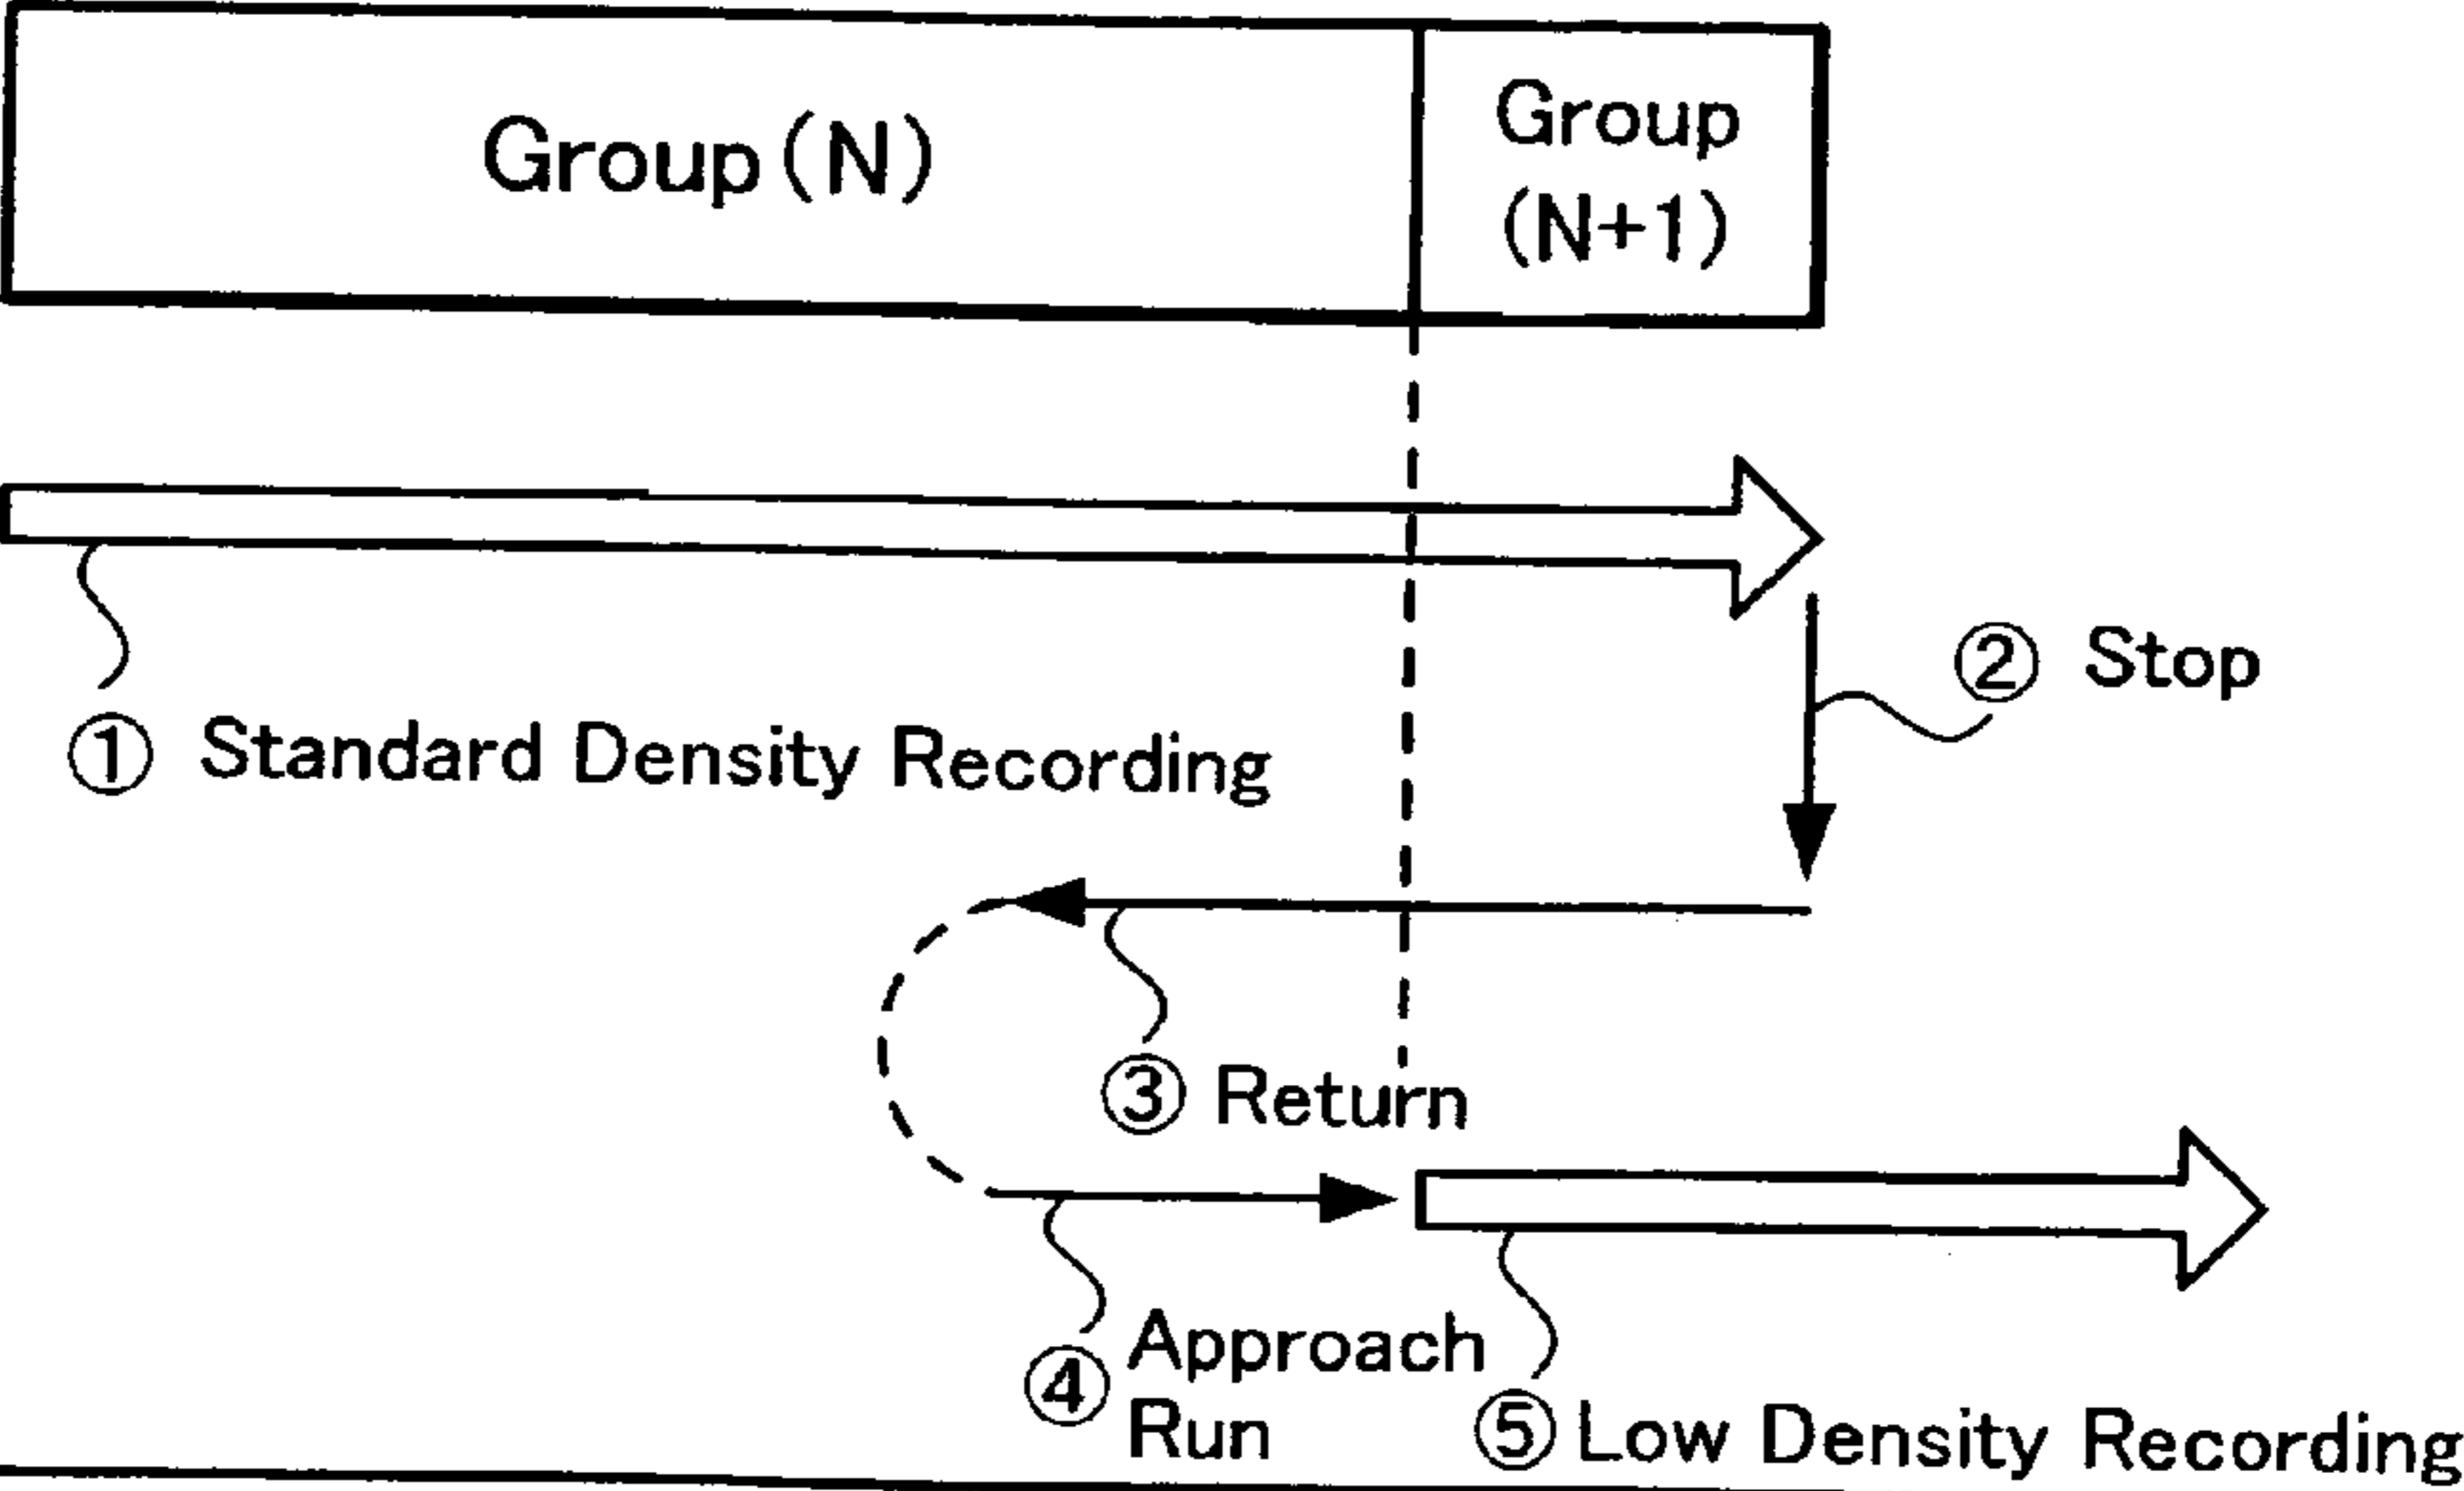 Group(N)
Group
(N+1)
② Stop
① Standard Density Recording
③ Return
④ Approach
Run
⑤ Low Density Recording